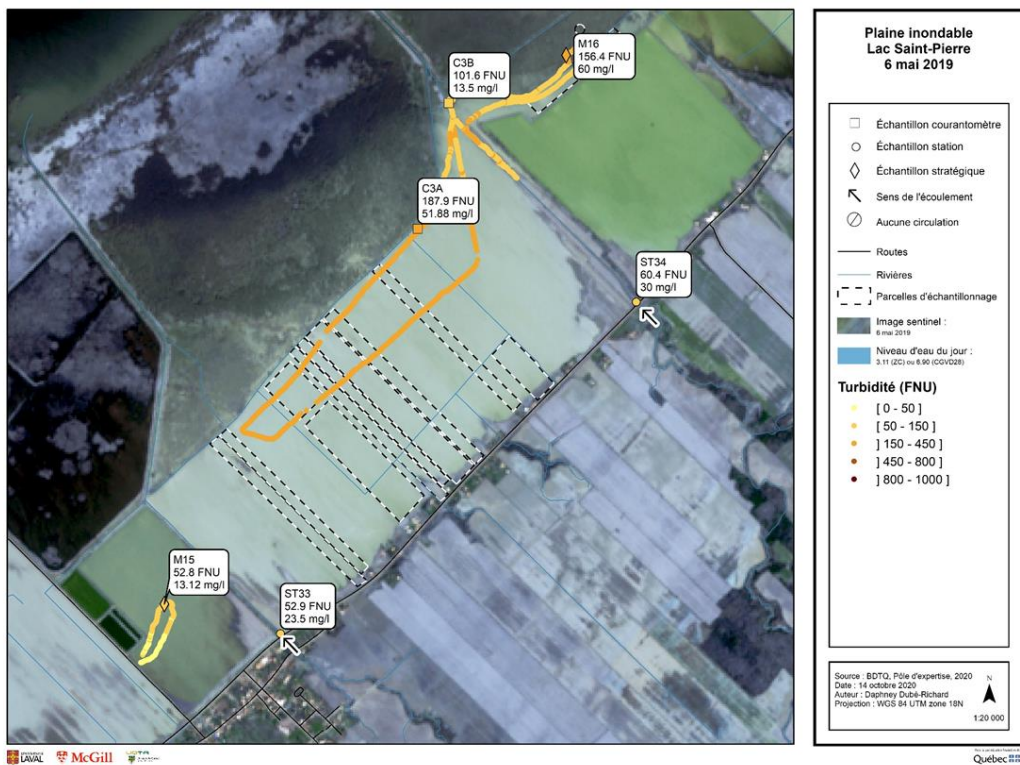 M16
156.4 FNU
60 mg/l
C3B
101.6 FNU
13.5 mg/l
C3A
187.9 FNU
51.88 mg/l
ST34
60.4 FNU
30 mg/l
M15
52.8 FNU
13.12 mg/l
ST33
52.9 FNU
23.5 mg/l
Plaine inondable
Lac Saint-Pierre
6 mai 2019
Échantillon courantomètre
Échantillon station
Échantillon stratégique
Sens de l'écoulement
Aucune circulation
Routes
Rivières
Parcelles d'échantillonnage
Image sentinel :
6 mai 2019
Niveau d'eau du jour :
3.11 (ZC) ou 6.90 (CGVD28)
Turbidité (FNU)
[ 0 - 50 ]
] 50 - 150 ]
] 150 - 450 ]
] 450 - 800 ]
] 800 - 1000 ]
Source : BDTQ, Pôle d'expertise, 2020
Date : 14 octobre 2020
Auteur : Daphney Dubé-Richard
Projection : WGS 84 UTM zone 18N
N
1:20 000
LAVAL
McGill
Québec